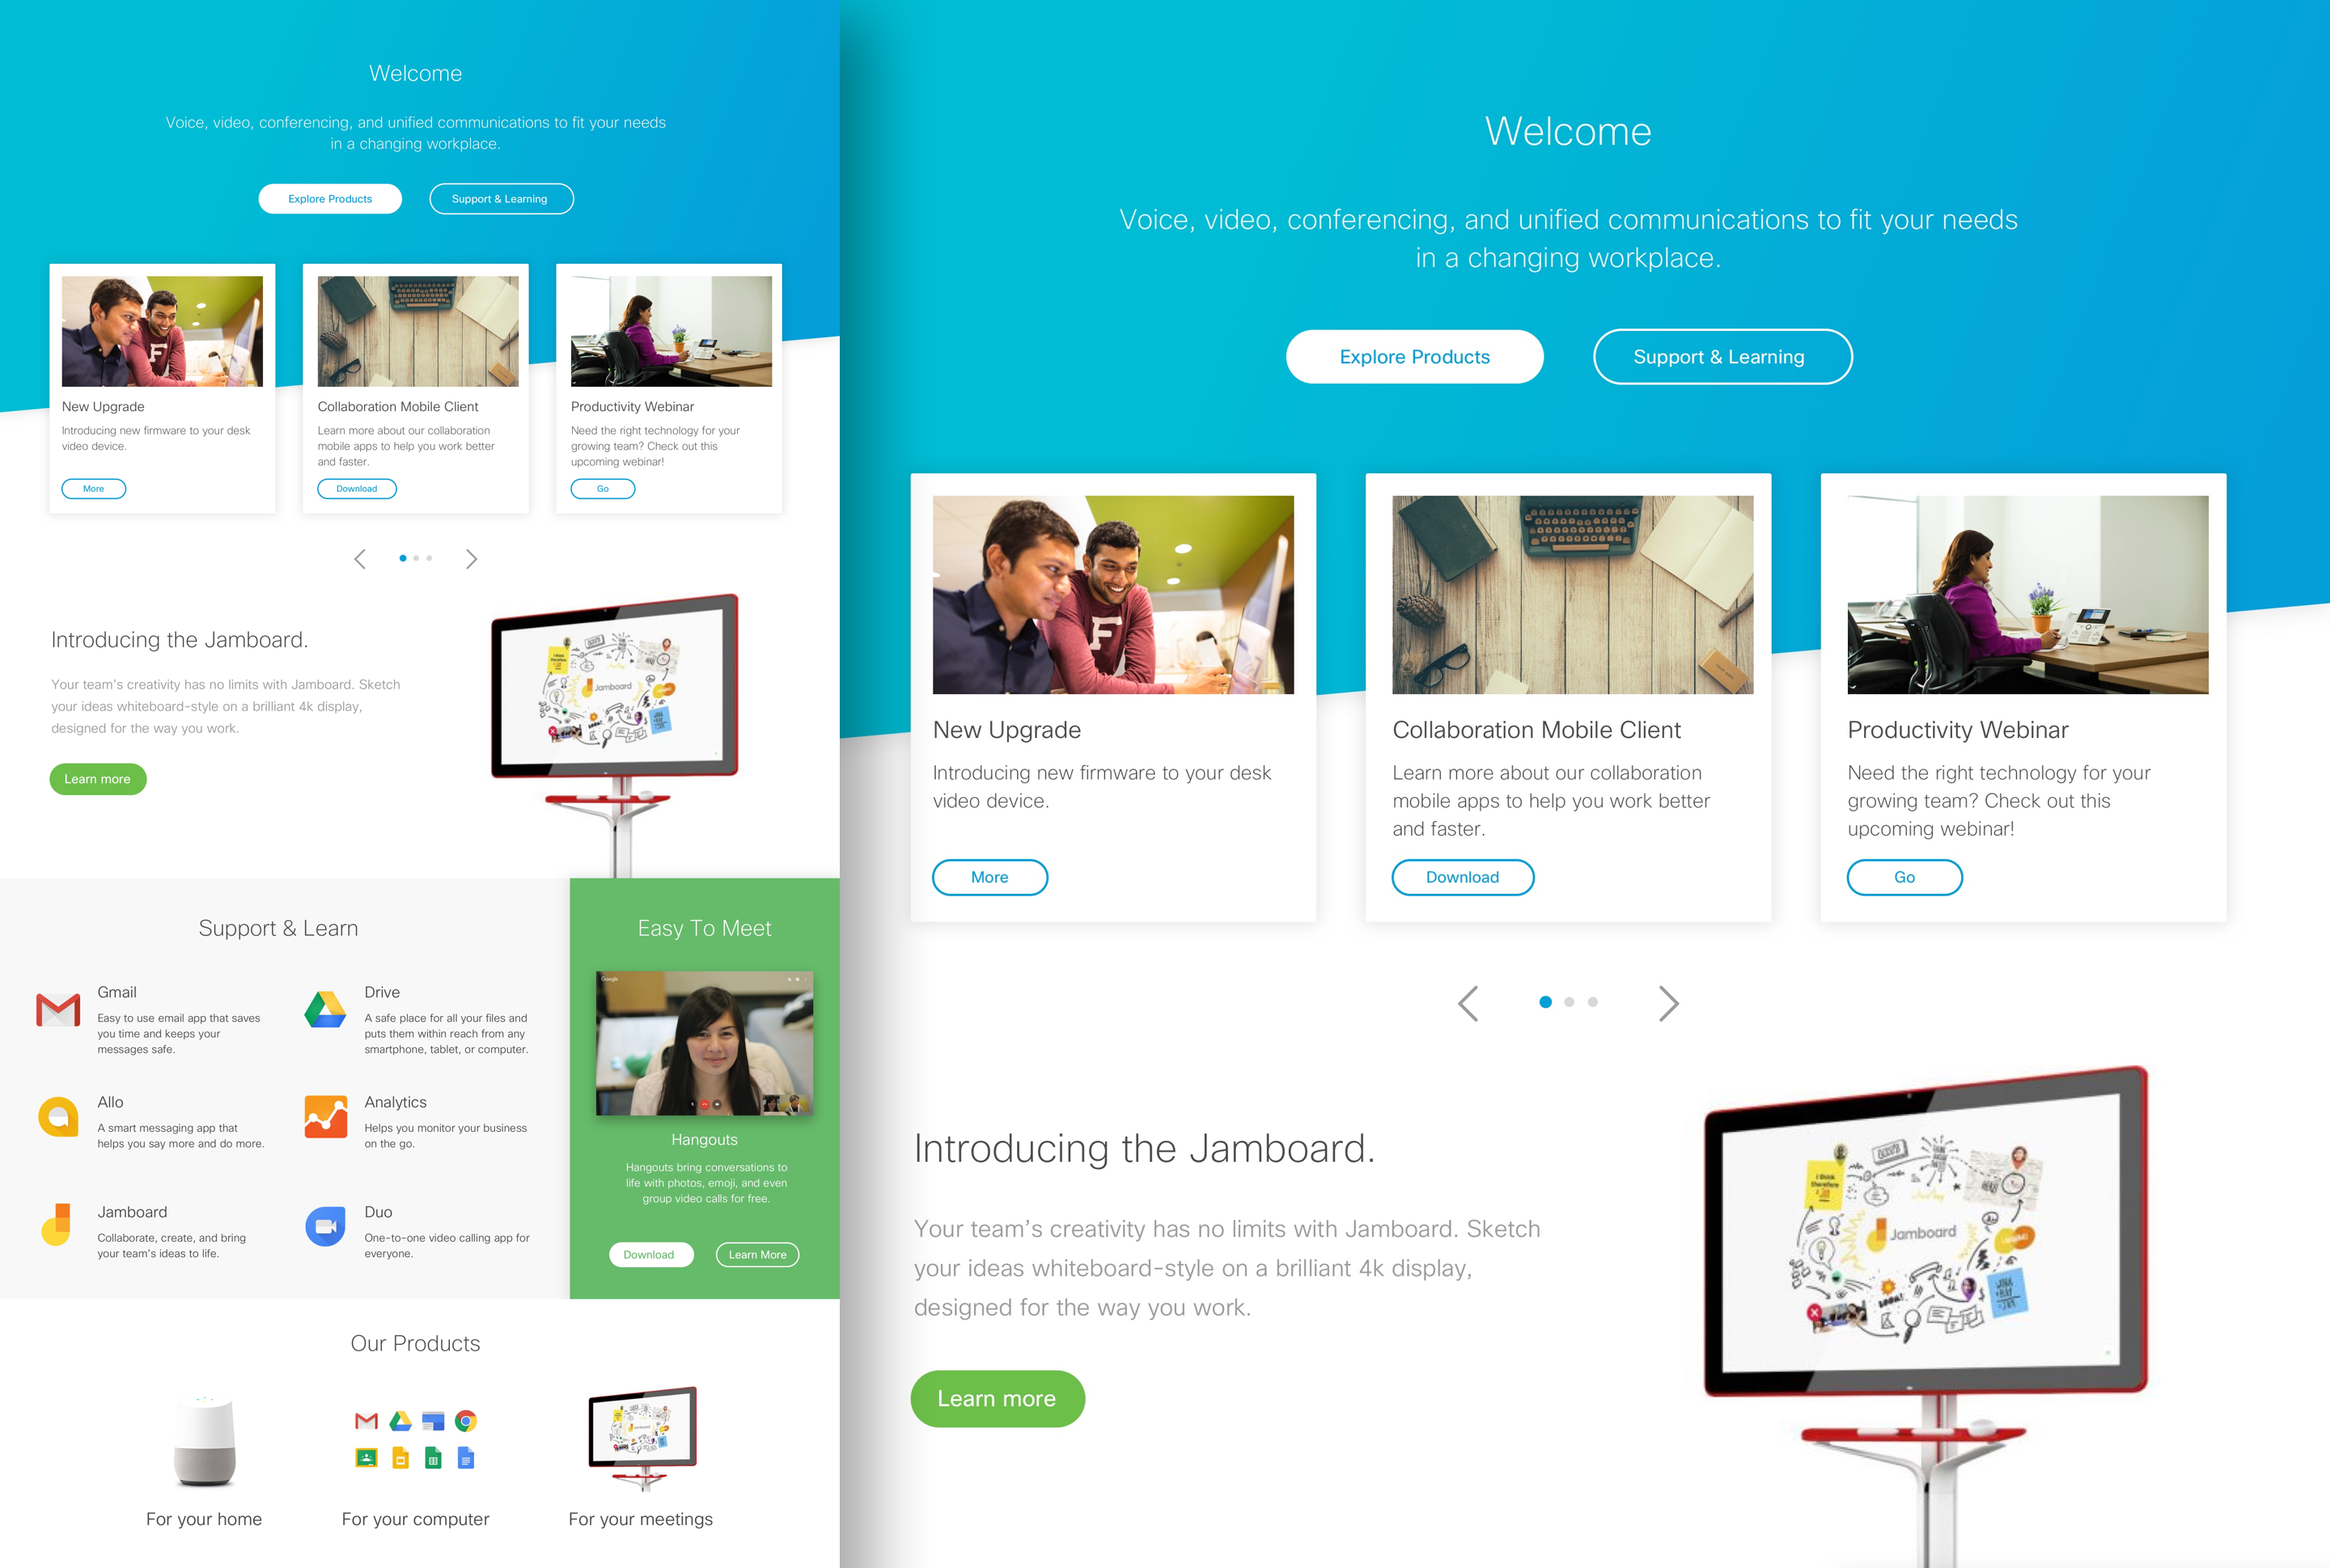 Welcome
Voice, video, conferencing, and unified communications to fit your needs
in a changing workplace.
Explore Products
Support & Learning
New Upgrade
Introducing new firmware to your desk
video device.
More
Collaboration Mobile Client
Learn more about our collaboration
mobile apps to help you work better
and faster.
Download
Productivity Webinar
Need the right technology for your
growing team? Check out this
upcoming webinar!
Go
Introducing the Jamboard.
Your team's creativity has no limits with Jamboard. Sketch
your ideas whiteboard-style on a brilliant 4k display,
designed for the way you work.
Learn more
Jamboard
Support & Learn
Gmail
Easy to use email app that saves
you time and keeps your
messages safe.
Drive
A safe place for all your files and
puts them within reach from any
smartphone, tablet, or computer.
Allo
A smart messaging app that
helps you say more and do more.
Analytics
Helps you monitor your business
on the go.
Jamboard
Collaborate, create, and bring
your team's ideas to life.
Duo
One-to-one video calling app for
everyone.
Easy To Meet
Google
Hangouts
Hangouts bring conversations to
life with photos, emoji, and even
group video calls for free.
Download
Learn More
Our Products
For your home
For your computer
For your meetings
Welcome
Voice, video, conferencing, and unified communications to fit your needs
in a changing workplace.
Explore Products
Support & Learning
F
New Upgrade
Introducing new firmware to your desk
video device.
More
Collaboration Mobile Client
Learn more about our collaboration
mobile apps to help you work better
and faster.
Download
Productivity Webinar
Need the right technology for your
growing team? Check out this
upcoming webinar!
Go
Introducing the Jamboard.
Your team's creativity has no limits with Jamboard. Sketch
your ideas whiteboard-style on a brilliant 4k display,
designed for the way you work.
Learn more
I think
therefore
Jamboard